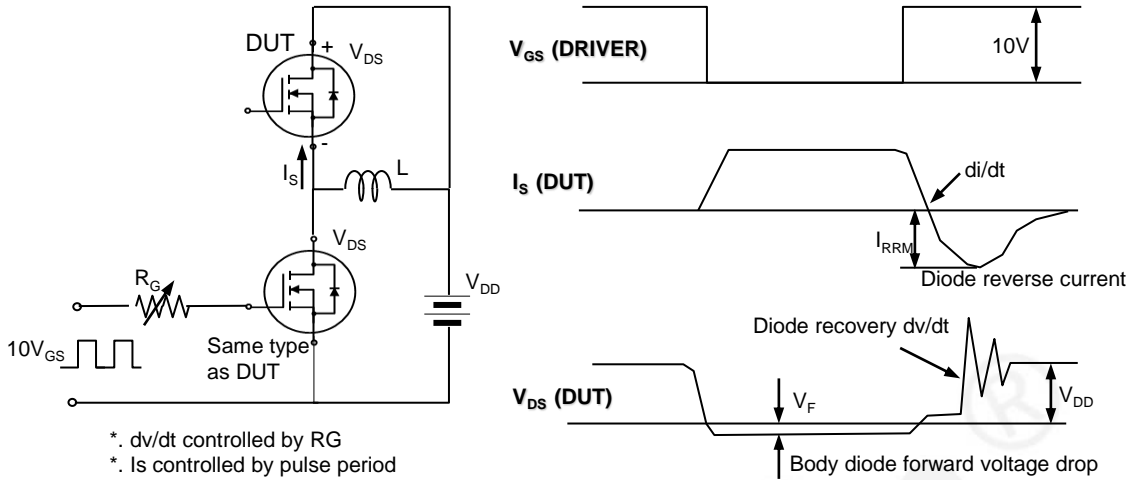 DUT
+
V_DS
-
I_S
L
V_DS
R_G
V_DD
10V_GS
Same type
as DUT
*. dv/dt controlled by RG
*. Is controlled by pulse period
V_GS (DRIVER)
10V
I_S (DUT)
di/dt
I_RRM
Diode reverse current
Diode recovery dv/dt
V_DS (DUT)
V_F
V_DD
Body diode forward voltage drop
®